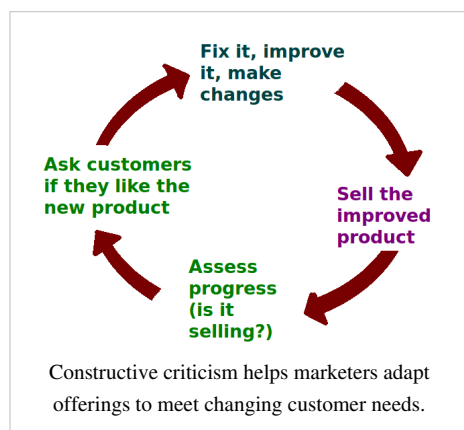 Fix it, improve
it, make
changes
Sell the
improved
product
Assess
progress
(is it
selling?)
Ask customers
if they like the
new product
Constructive criticism helps marketers adapt
offerings to meet changing customer needs.